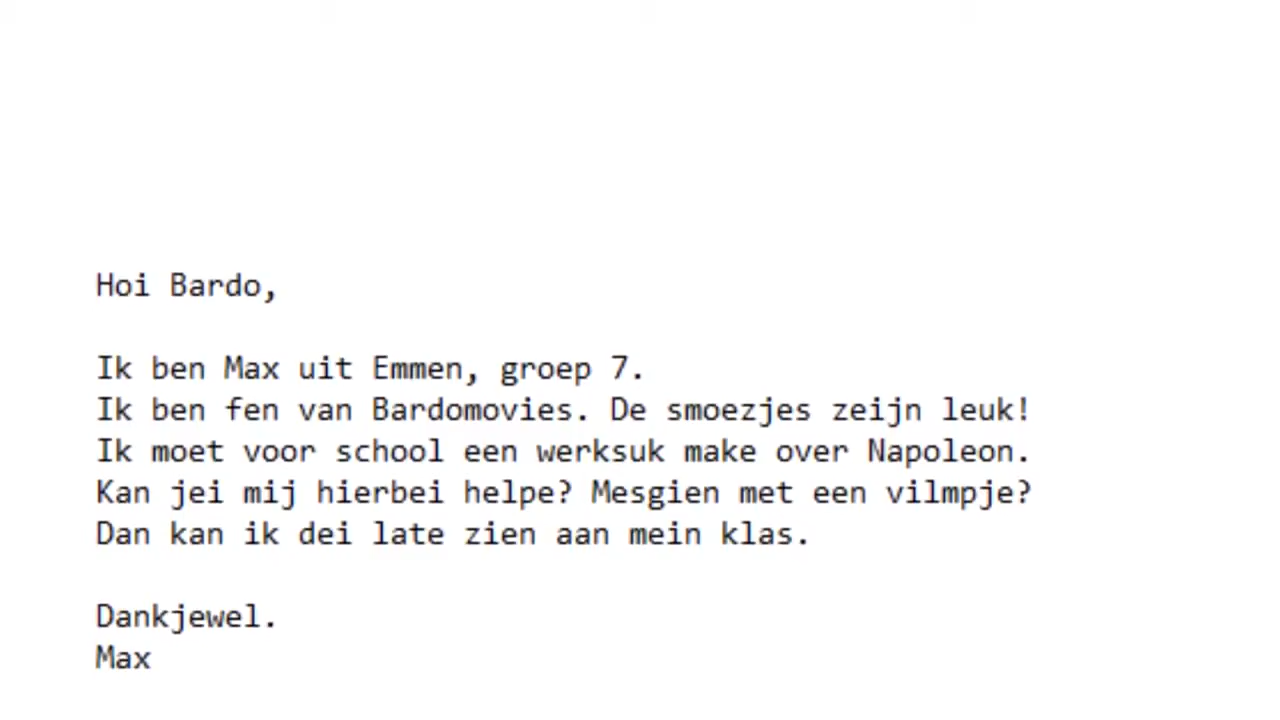 Hoi Bardo,
Ik ben Max uit Emmen, groep 7.
Ik ben fen van Bardomovies. De smoezjes zeijn leuk!
Ik moet voor school een werksuk make over Napoleon.
Kan jei mij hierbei helpe? Mesgien met een vilmpje?
Dan kan ik dei late zien aan mein klas.
Dankjewel.
Max